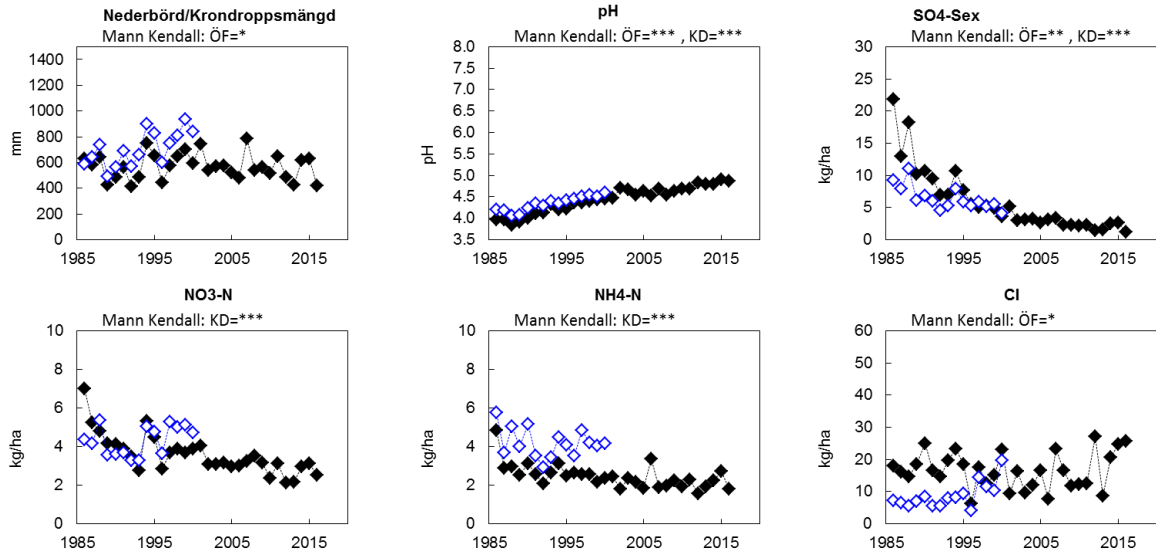 Nederbörd/Krondroppsmängd
Mann Kendall: ÖF=*
1400
1200
1000
800
600
400
200
0
mm
1985 1995 2005 2015
pH
Mann Kendall: ÖF=*** , KD=***
8.0
7.5
7.0
6.5
6.0
5.5
5.0
4.5
4.0
3.5
pH
1985 1995 2005 2015
SO4-Sex
Mann Kendall: ÖF=** , KD=***
30
25
20
15
10
5
0
kg/ha
1985 1995 2005 2015
NO3-N
Mann Kendall: KD=***
10
8
6
4
2
0
kg/ha
1985 1995 2005 2015
NH4-N
Mann Kendall: KD=***
10
8
6
4
2
0
kg/ha
1985 1995 2005 2015
Cl
Mann Kendall: ÖF=*
60
50
40
30
20
10
0
kg/ha
1985 1995 2005 2015